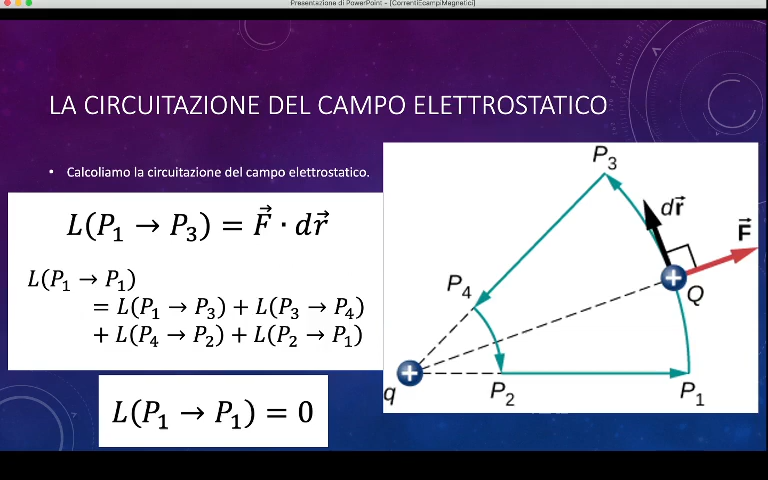 Presentazione di PowerPoint - [CorrentiEcampiMagnetici]
LA CIRCUITAZIONE DEL CAMPO ELETTROSTATICO
• Calcoliamo la circuitazione del campo elettrostatico.
L(P₁ → P₃) = F⃗ · dr⃗
L(P₁ → P₁)
= L(P₁ → P₃) + L(P₃ → P₄)
+ L(P₄ → P₂) + L(P₂ → P₁)
L(P₁ → P₁) = 0
P₃
dr⃗
F⃗
P₄
Q
q
P₂
P₁